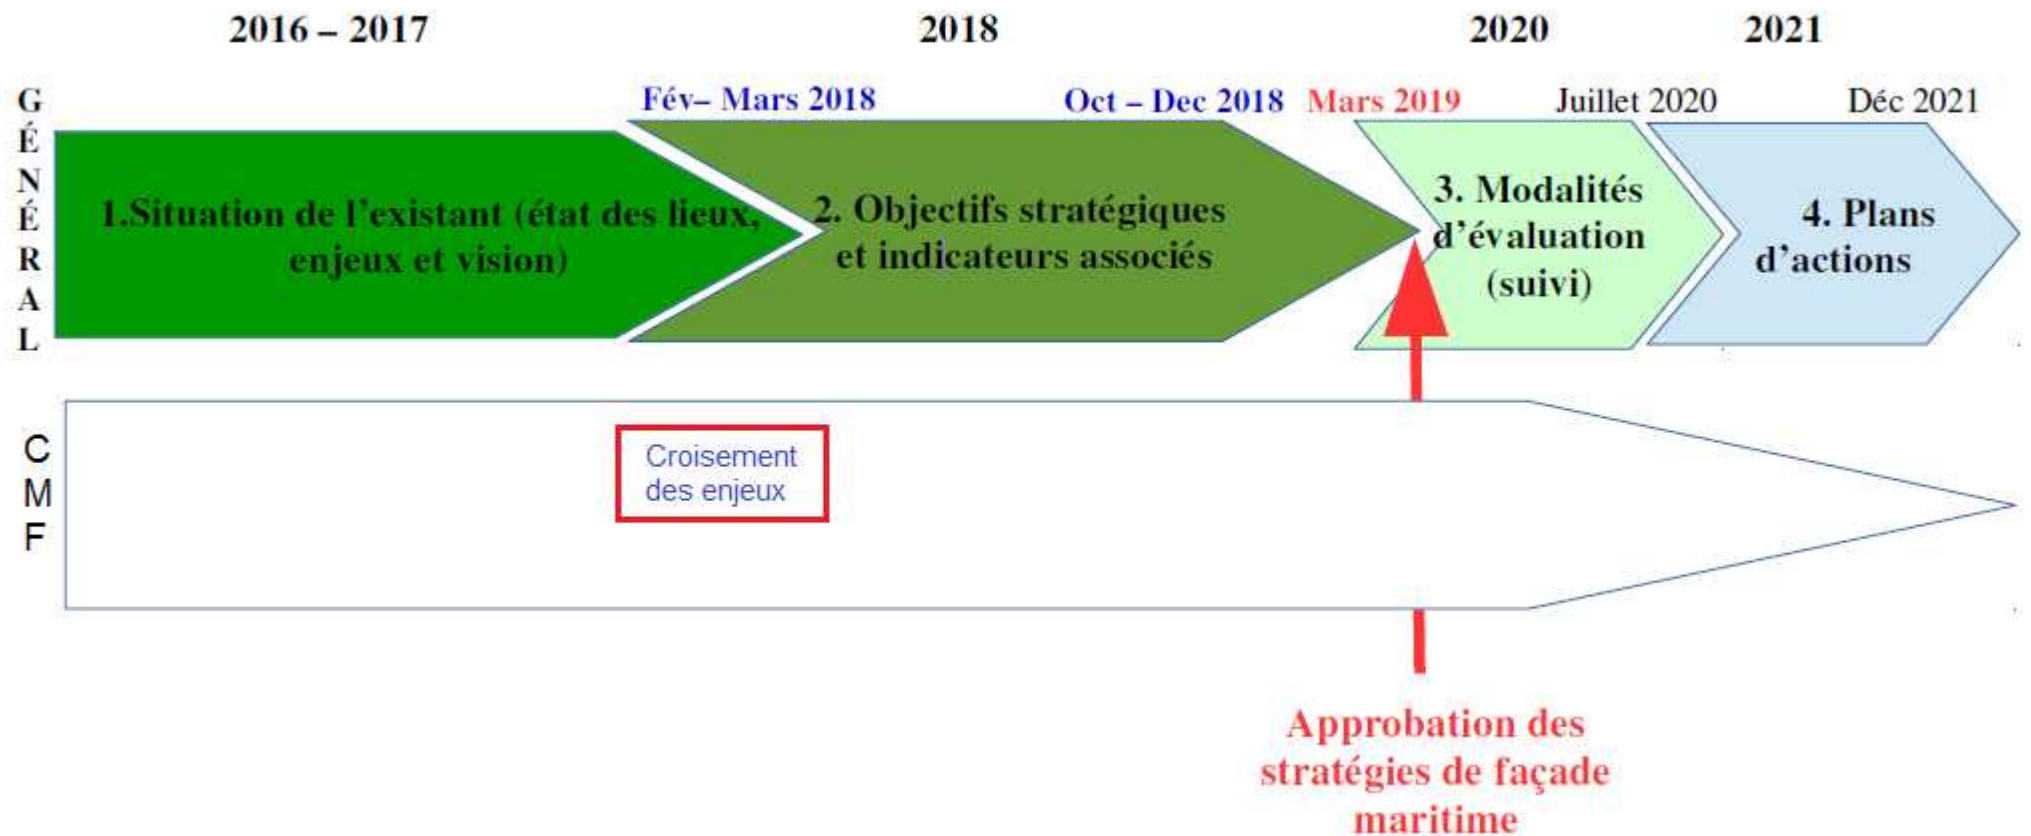 2016 – 2017
2018
2020
2021
Fév– Mars 2018
Oct – Dec 2018
Mars 2019
Juillet 2020
Déc 2021
GÉNÉRAL
1.Situation de l'existant (état des lieux,
enjeux et vision)
2. Objectifs stratégiques
et indicateurs associés
3. Modalités
d'évaluation
(suivi)
4. Plans
d'actions
CMF
Croisement
des enjeux
Approbation des
stratégies de façade
maritime